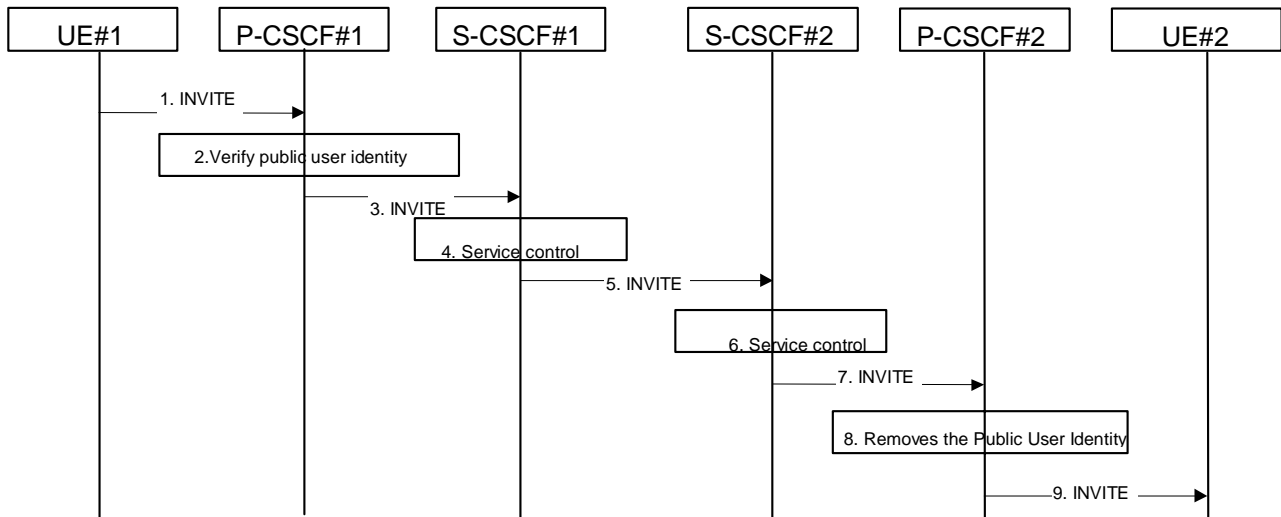 UE#1
P-CSCF#1
S-CSCF#1
S-CSCF#2
P-CSCF#2
UE#2
1. INVITE
2.Verify public user identity
3. INVITE
4. Service control
5. INVITE
6. Service control
7. INVITE
8. Removes the Public User Identity
9. INVITE